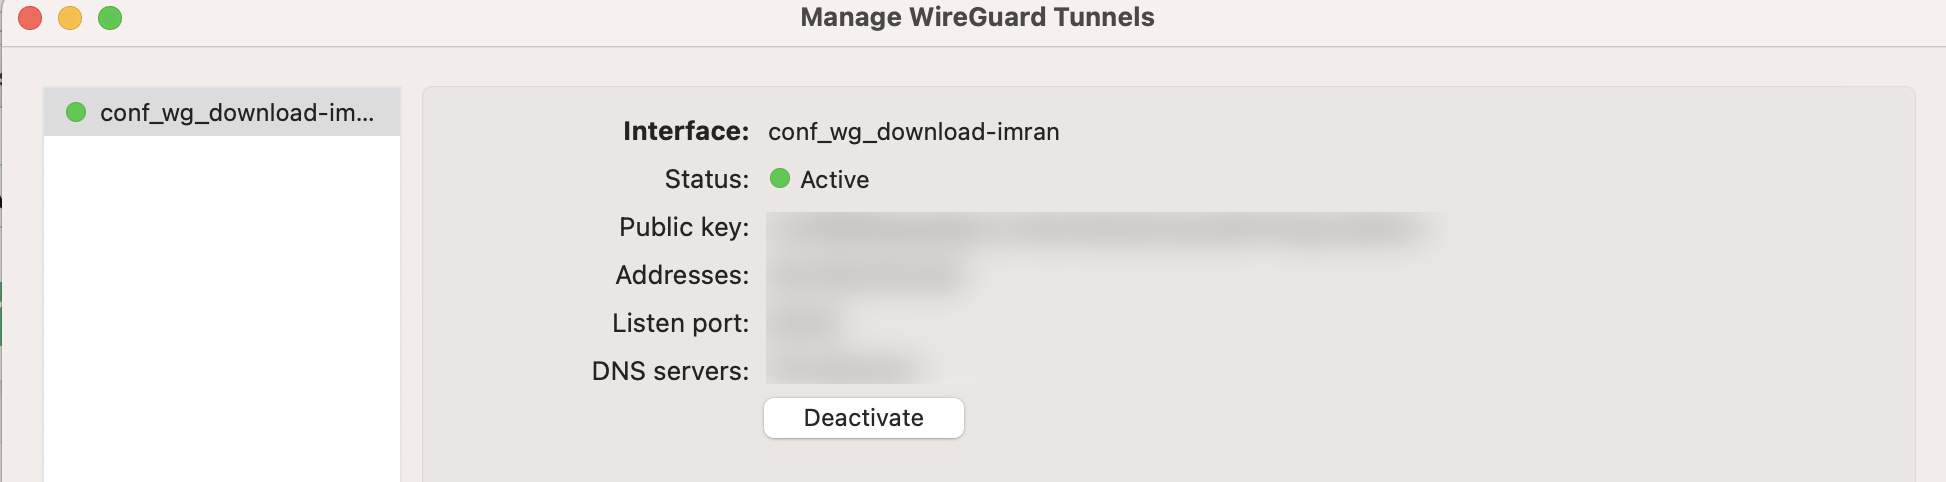 Manage WireGuard Tunnels
conf_wg_download-im...
Interface: conf_wg_download-imran
Status: Active
Public key:
Addresses:
Listen port:
DNS servers:
Deactivate